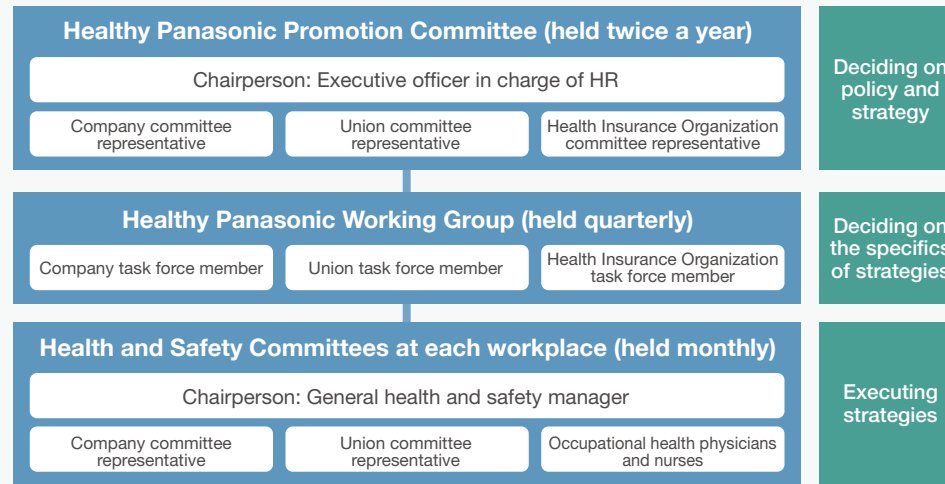 Healthy Panasonic Promotion Committee (held twice a year)
Chairperson: Executive officer in charge of HR
Company committee
representative
Union committee
representative
Health Insurance Organization
committee representative
Deciding on
policy and
strategy
Healthy Panasonic Working Group (held quarterly)
Company task force member
Union task force member
Health Insurance Organization
task force member
Deciding on
the specifics
of strategies
Health and Safety Committees at each workplace (held monthly)
Chairperson: General health and safety manager
Company committee
representative
Union committee
representative
Occupational health physicians
and nurses
Executing
strategies